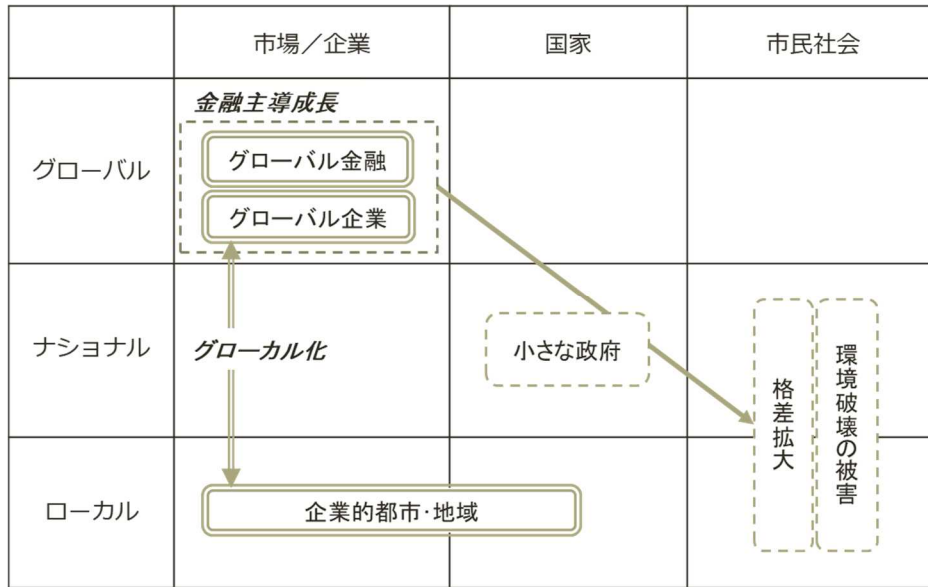 市場／企業
国家
市民社会
グローバル
金融主導成長
グローバル金融
グローバル企業
ナショナル
グローカル化
小さな政府
格差拡大
環境破壊の被害
ローカル
企業的都市・地域